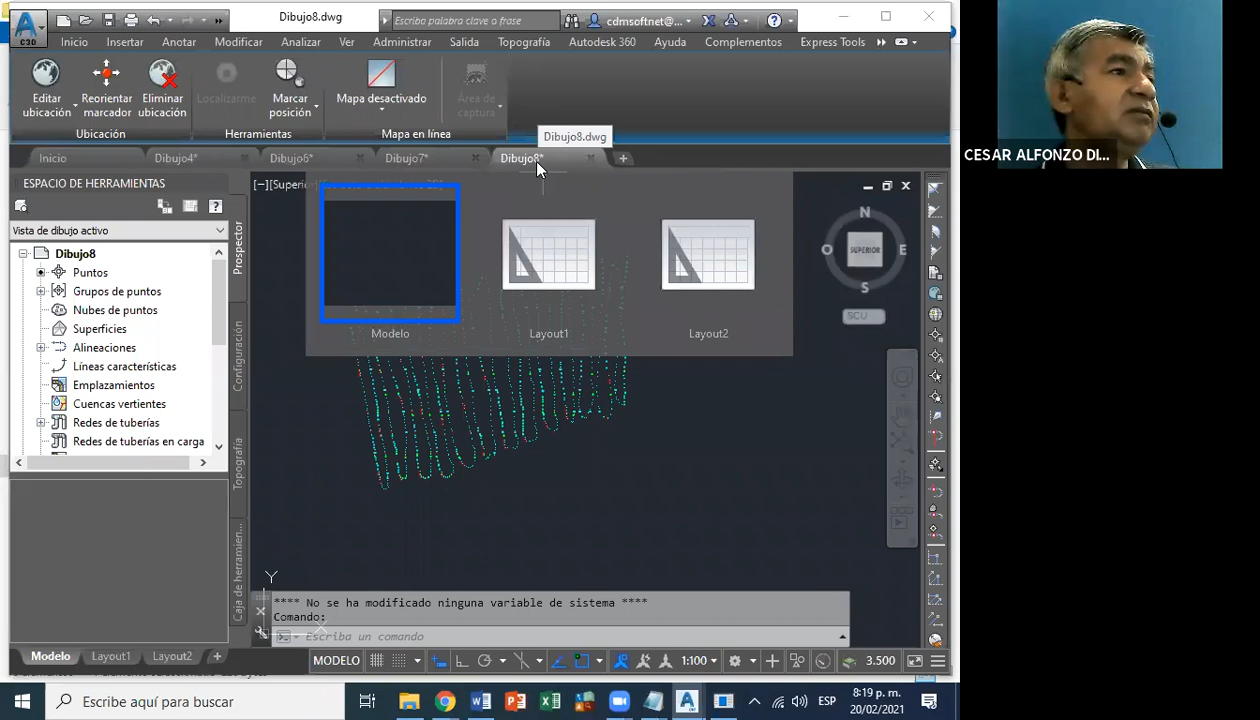 Dibujo8.dwg
Escribo palabra clave o frase
cdmsoftnet@...
C3D
Inicio Insertar Anotar Modificar Analizar Ver Administrar Salida Topografía Autodesk 360 Ayuda Complementos Express Tools
Editar ubicación
Reorientar marcador
Eliminar ubicación
Localizarme
Marcar posición
Mapa desactivado
Área de captura
Ubicación Herramientas Mapa en línea
Dibujo8.dwg
Inicio Dibujo4* Dibujo6* Dibujo7* Dibujo8*
CESAR ALFONZO DI...
ESPACIO DE HERRAMIENTAS
[−][Superior]
Vista de dibujo activo
Prospector
Configuración
Topografía
Caja de herramien...
Dibujo8
Puntos
Grupos de puntos
Nubes de puntos
Superficies
Alineaciones
Líneas características
Emplazamientos
Cuencas vertientes
Redes de tuberías
Redes de tuberías en carga
Modelo Layout1 Layout2
N
O SUPERIOR E
S
SCU
Y
X
**** No se ha modificado ninguna variable de sistema ****
Comando:
Escriba un comando
Modelo Layout1 Layout2 +
MODELO 1:100 3.500
Escribe aquí para buscar
ESP
8:19 p. m.
20/02/2021